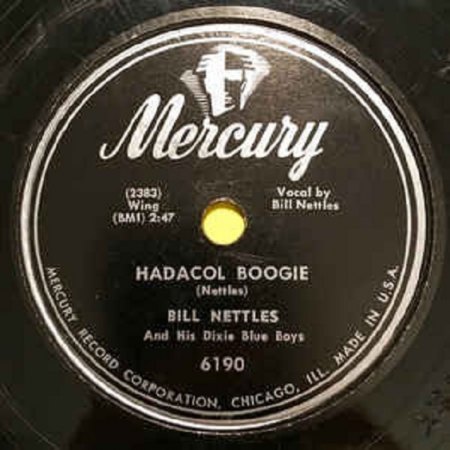 Mercury
(2383)
Wing
(BMI) 2:47
Vocal by
Bill Nettles
HADACOL BOOGIE
(Nettles)
BILL NETTLES
And His Dixie Blue Boys
6190
MERCURY RECORD CORPORATION, CHICAGO, ILL. MADE IN U.S.A.